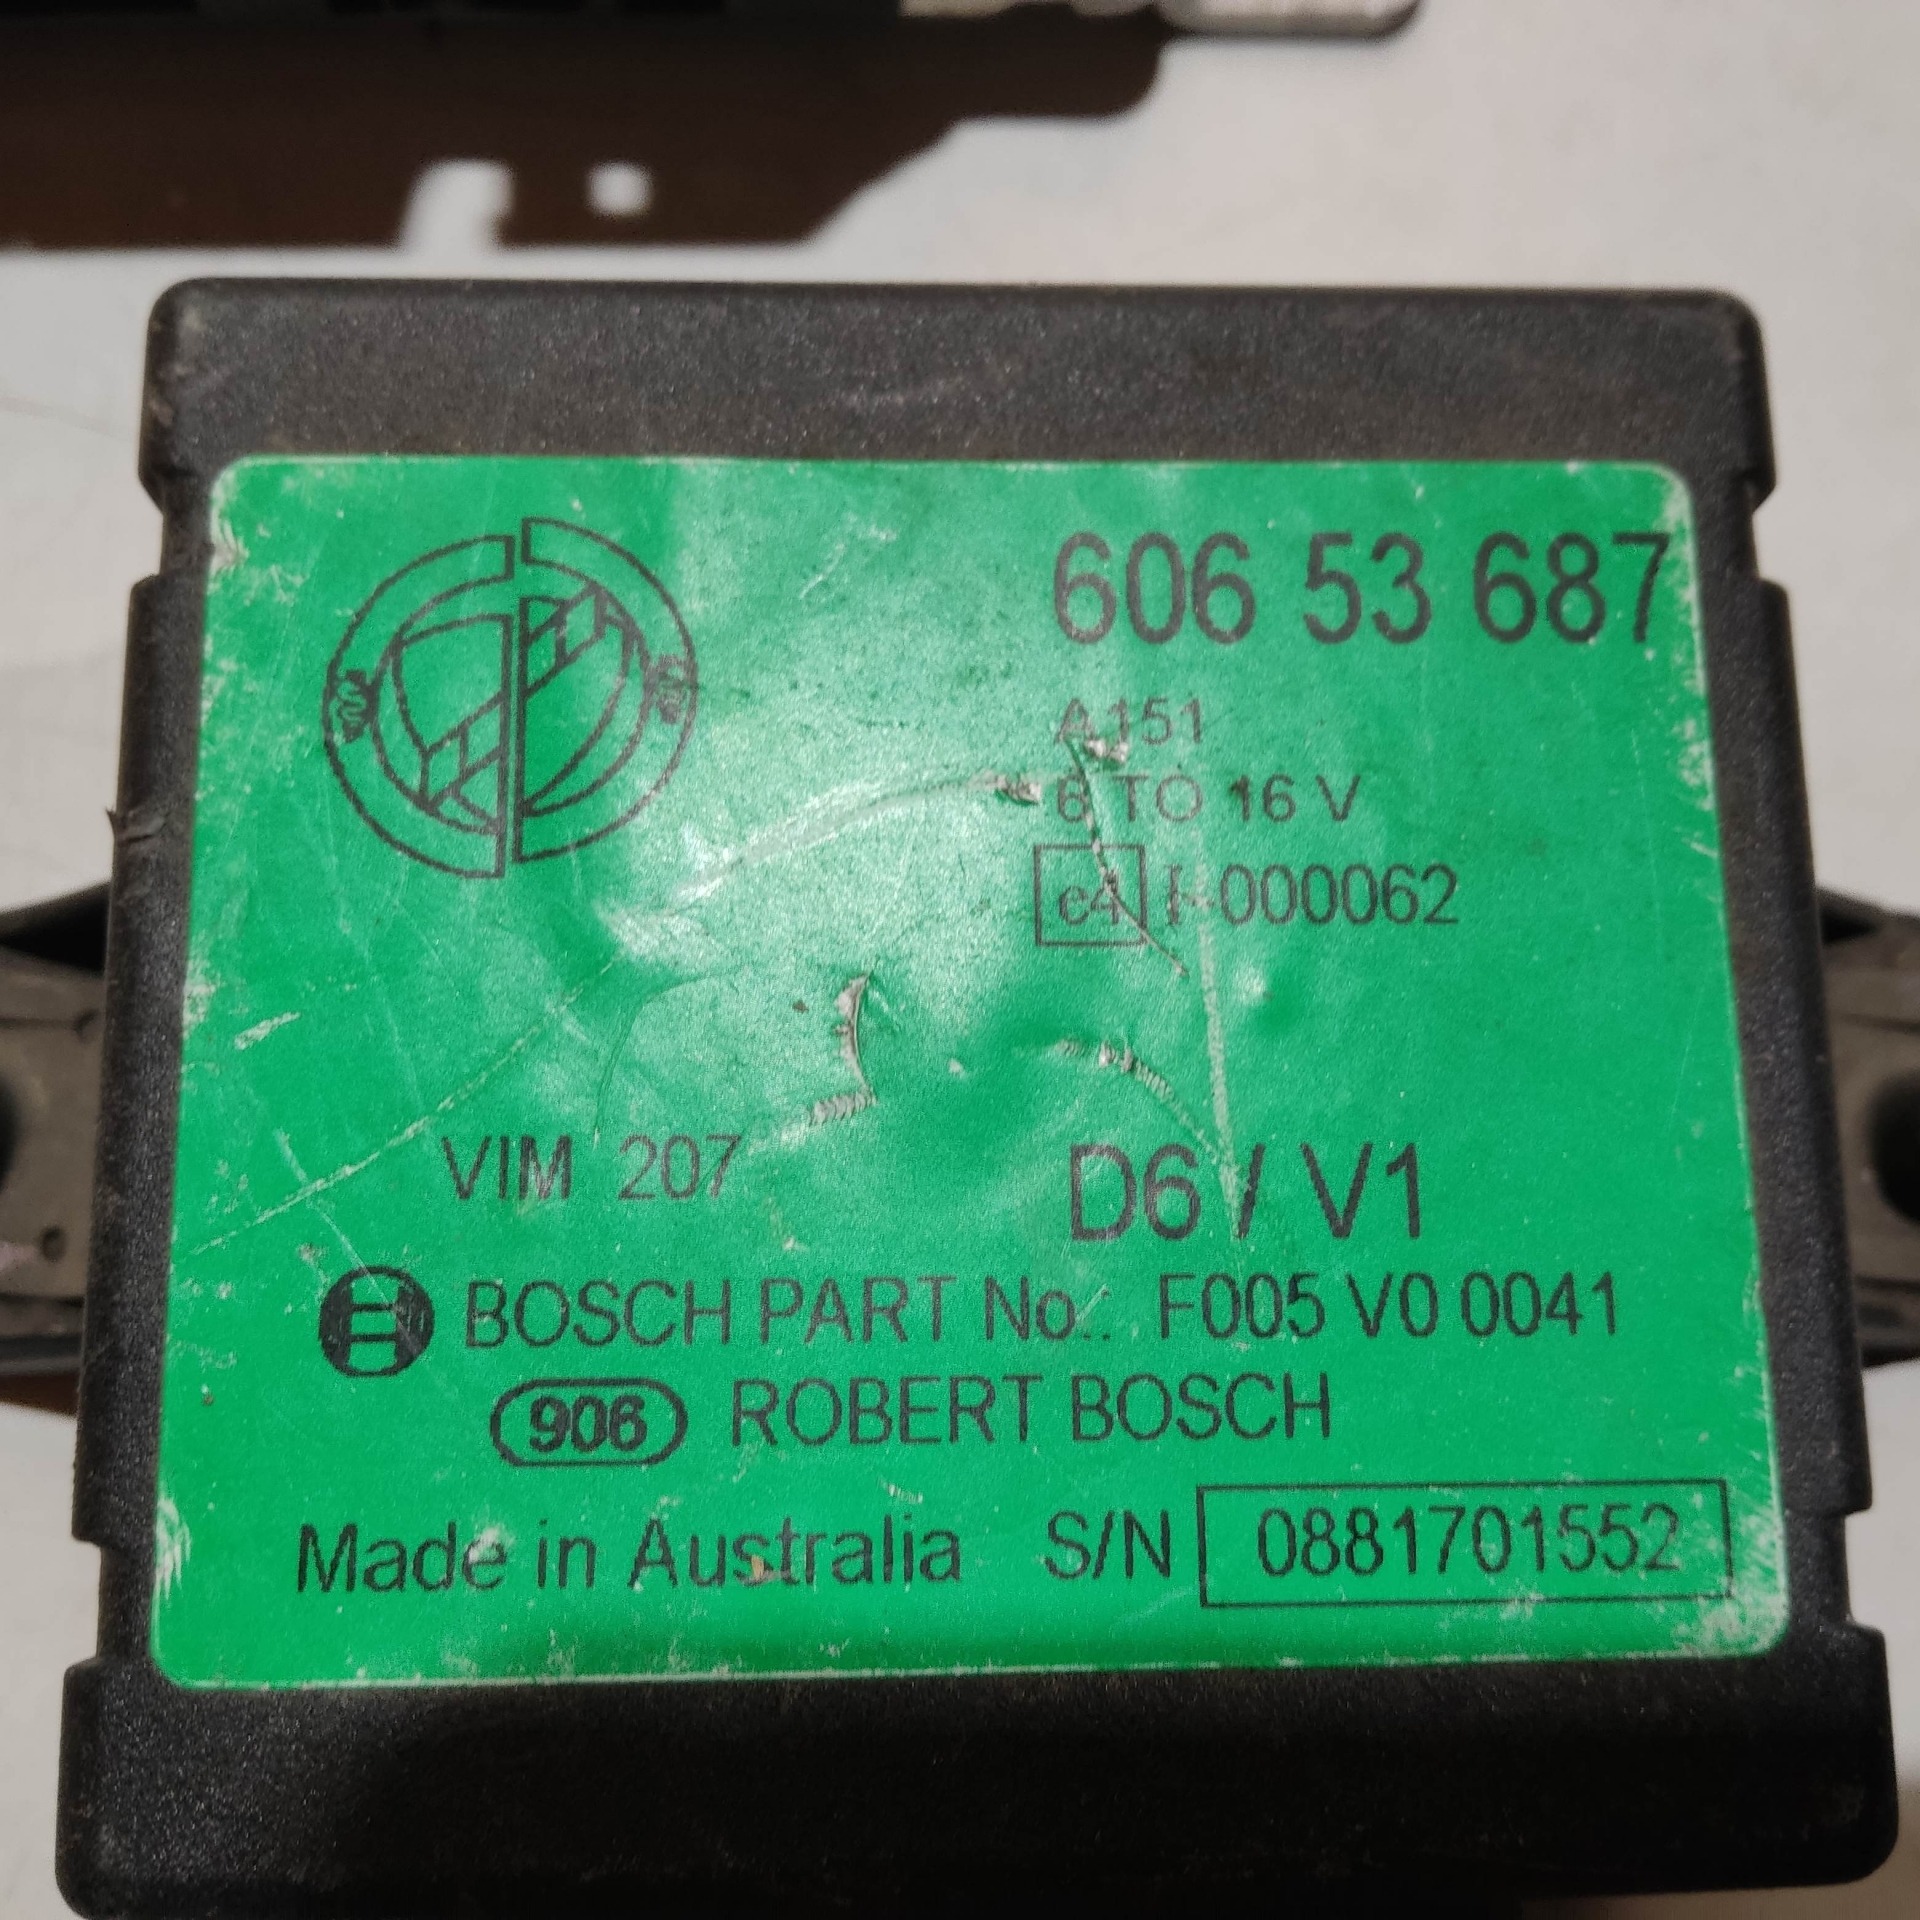 606 53 687
A151
6 TO 16 V
e4 I-000062
VIM 207 D6 / V1
BOSCH PART No.: F005 V0 0041
906 ROBERT BOSCH
Made in Australia S/N 0881701552